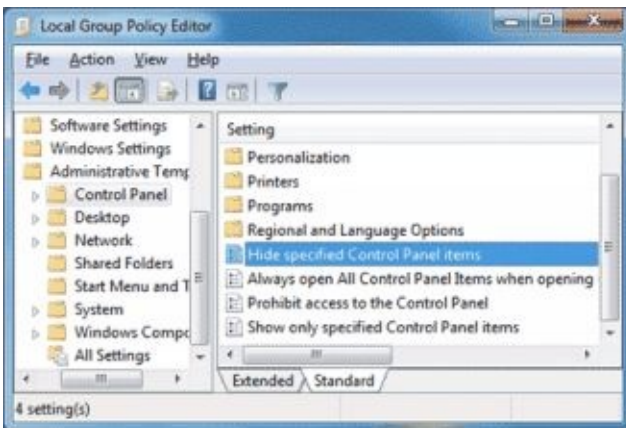 Local Group Policy Editor
File Action View Help
Software Settings
Windows Settings
Administrative Temp
Control Panel
Desktop
Network
Shared Folders
Start Menu and T
System
Windows Compo
All Settings
Setting
Personalization
Printers
Programs
Regional and Language Options
Hide specified Control Panel items
Always open All Control Panel Items when opening
Prohibit access to the Control Panel
Show only specified Control Panel items
Extended Standard
4 setting(s)